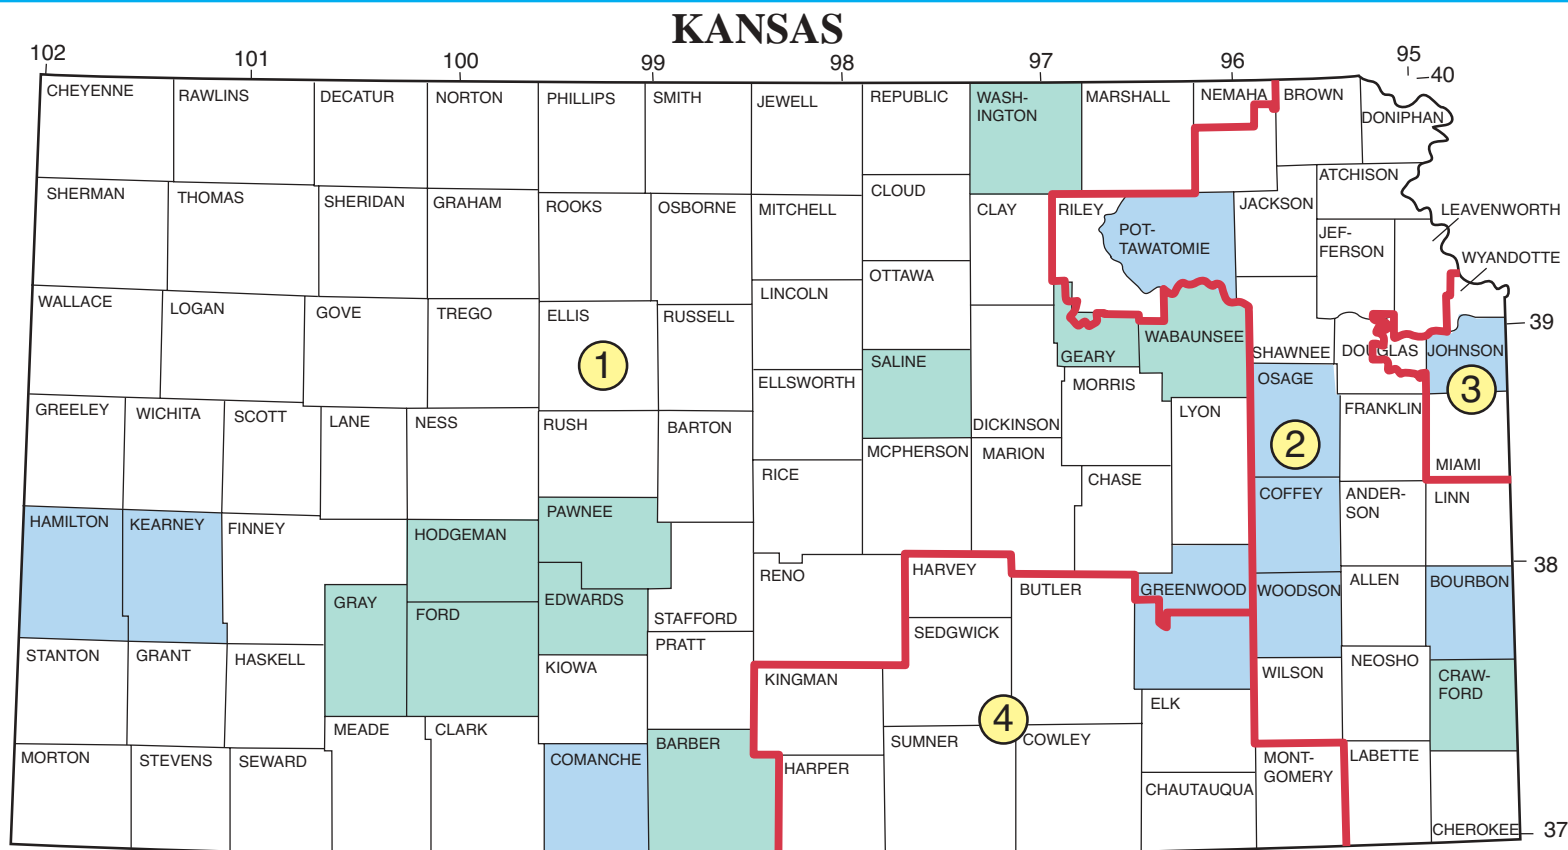 KANSAS
102
101
100
99
98
97
96
95
40
CHEYENNE
RAWLINS
DECATUR
NORTON
PHILLIPS
SMITH
JEWELL
REPUBLIC
WASH-
INGTON
MARSHALL
NEMAHA
BROWN
DONIPHAN
SHERMAN
THOMAS
SHERIDAN
GRAHAM
ROOKS
OSBORNE
MITCHELL
CLOUD
CLAY
RILEY
POT-
TAWATOMIE
JACKSON
ATCHISON
JEF-
FERSON
LEAVENWORTH
WYANDOTTE
WALLACE
LOGAN
GOVE
TREGO
ELLIS
RUSSELL
LINCOLN
OTTAWA
39
1
SALINE
ELLSWORTH
GEARY
WABAUNSEE
SHAWNEE
DOUGLAS
JOHNSON
MORRIS
OSAGE
3
GREELEY
WICHITA
SCOTT
LANE
NESS
RUSH
BARTON
DICKINSON
LYON
FRANKLIN
MCPHERSON
MARION
2
RICE
CHASE
MIAMI
HAMILTON
KEARNEY
FINNEY
HODGEMAN
PAWNEE
COFFEY
ANDER-
SON
LINN
38
RENO
HARVEY
BUTLER
GREENWOOD
WOODSON
ALLEN
BOURBON
GRAY
FORD
EDWARDS
STAFFORD
SEDGWICK
STANTON
GRANT
HASKELL
KIOWA
PRATT
KINGMAN
WILSON
NEOSHO
CRAW-
FORD
4
ELK
MEADE
CLARK
BARBER
SUMNER
COWLEY
MORTON
STEVENS
SEWARD
COMANCHE
HARPER
CHAUTAUQUA
MONT-
GOMERY
LABETTE
CHEROKEE
37